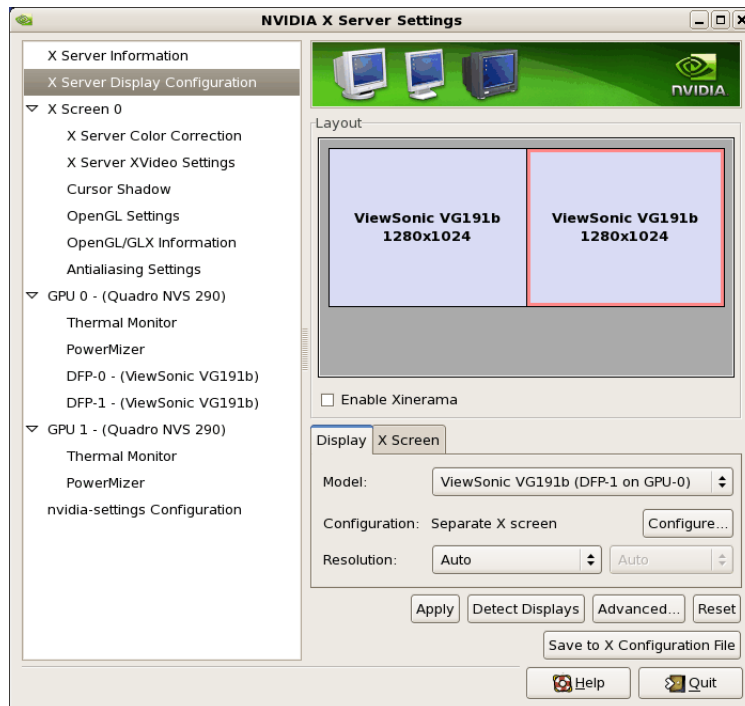 NVIDIA X Server Settings
X Server Information
X Server Display Configuration
X Screen 0
X Server Color Correction
X Server XVideo Settings
Cursor Shadow
OpenGL Settings
OpenGL/GLX Information
Antialiasing Settings
GPU 0 - (Quadro NVS 290)
Thermal Monitor
PowerMizer
DFP-0 - (ViewSonic VG191b)
DFP-1 - (ViewSonic VG191b)
GPU 1 - (Quadro NVS 290)
Thermal Monitor
PowerMizer
nvidia-settings Configuration
NVIDIA
Layout
ViewSonic VG191b
1280x1024
ViewSonic VG191b
1280x1024
Enable Xinerama
Display X Screen
Model: ViewSonic VG191b (DFP-1 on GPU-0)
Configuration: Separate X screen Configure...
Resolution: Auto Auto
Apply Detect Displays Advanced... Reset
Save to X Configuration File
Help Quit